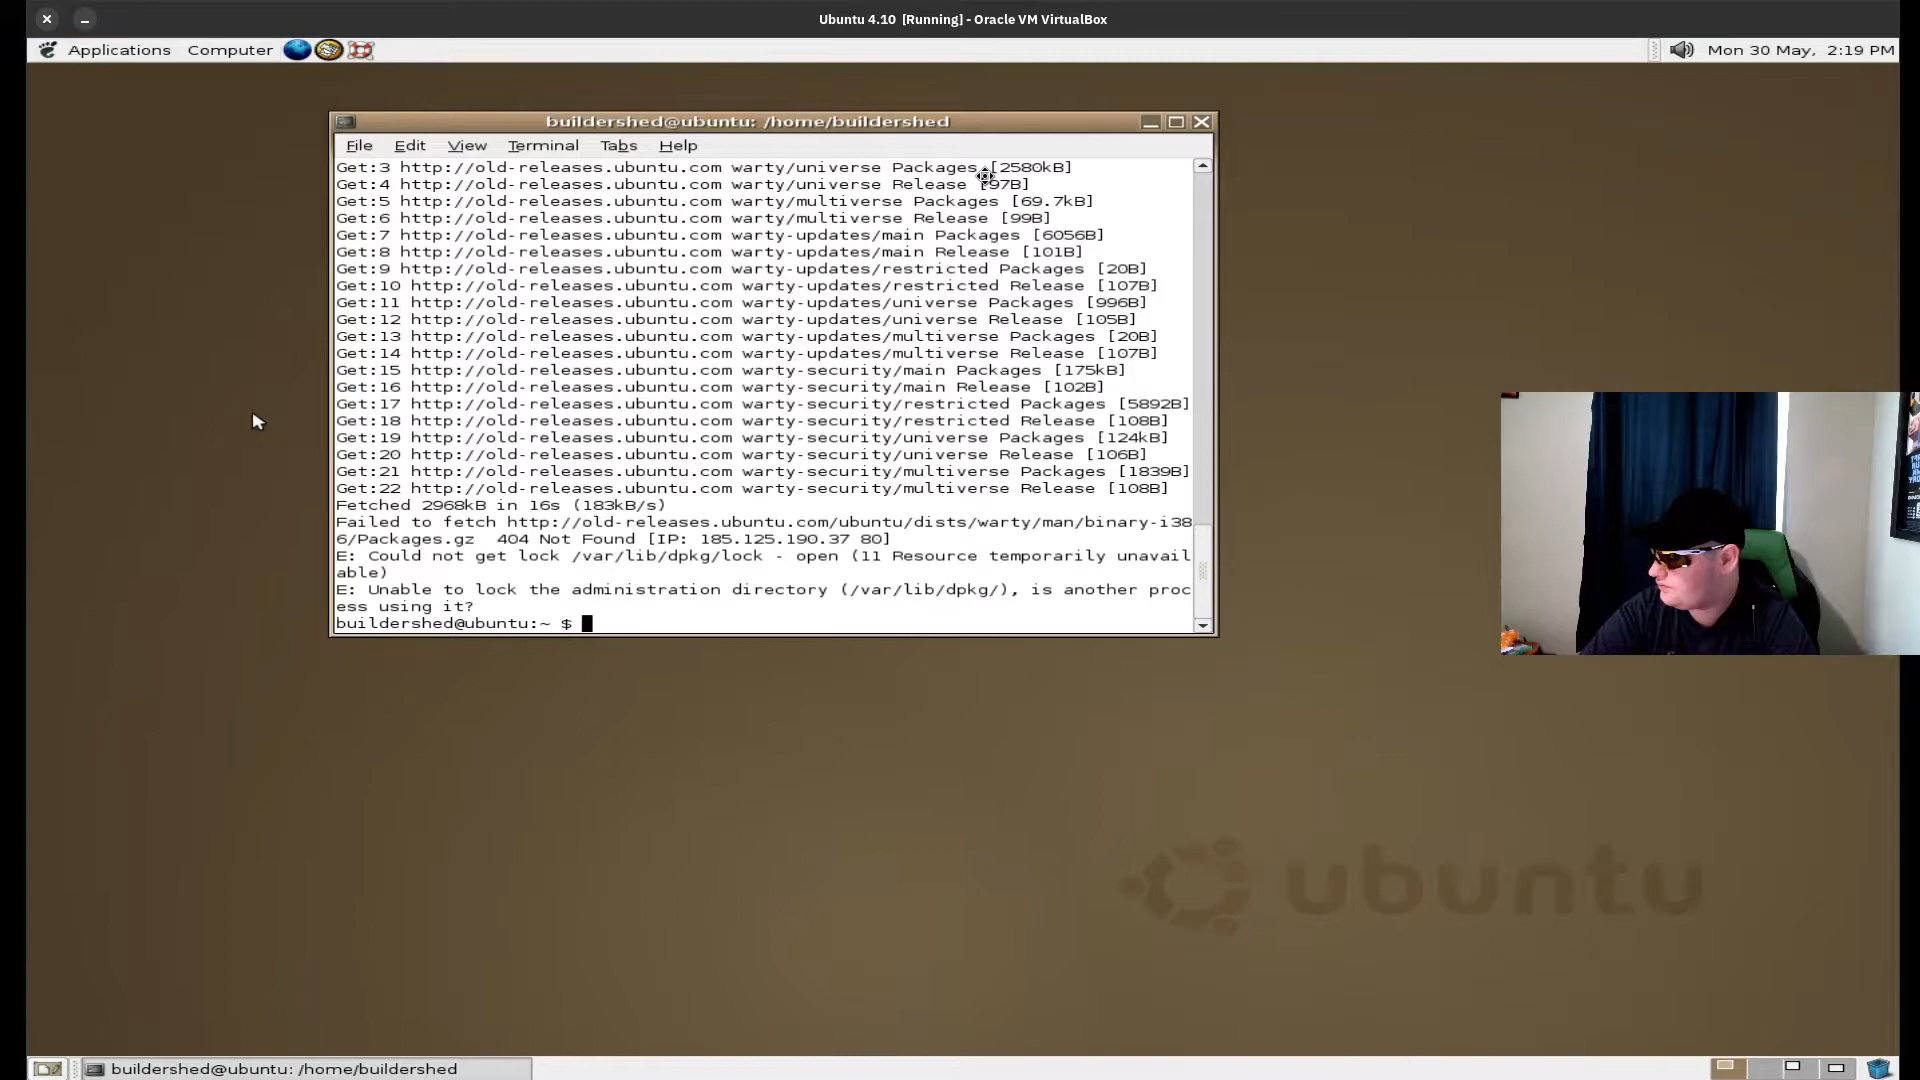 Ubuntu 4.10 [Running] - Oracle VM VirtualBox
Applications Computer Mon 30 May, 2:19 PM
buildershed@ubuntu: /home/buildershed
File Edit View Terminal Tabs Help
Get:3 http://old-releases.ubuntu.com warty/universe Packages [2580kB]
Get:4 http://old-releases.ubuntu.com warty/universe Release [97B]
Get:5 http://old-releases.ubuntu.com warty/multiverse Packages [69.7kB]
Get:6 http://old-releases.ubuntu.com warty/multiverse Release [99B]
Get:7 http://old-releases.ubuntu.com warty-updates/main Packages [6056B]
Get:8 http://old-releases.ubuntu.com warty-updates/main Release [101B]
Get:9 http://old-releases.ubuntu.com warty-updates/restricted Packages [20B]
Get:10 http://old-releases.ubuntu.com warty-updates/restricted Release [107B]
Get:11 http://old-releases.ubuntu.com warty-updates/universe Packages [996B]
Get:12 http://old-releases.ubuntu.com warty-updates/universe Release [105B]
Get:13 http://old-releases.ubuntu.com warty-updates/multiverse Packages [20B]
Get:14 http://old-releases.ubuntu.com warty-updates/multiverse Release [107B]
Get:15 http://old-releases.ubuntu.com warty-security/main Packages [175kB]
Get:16 http://old-releases.ubuntu.com warty-security/main Release [102B]
Get:17 http://old-releases.ubuntu.com warty-security/restricted Packages [5892B]
Get:18 http://old-releases.ubuntu.com warty-security/restricted Release [108B]
Get:19 http://old-releases.ubuntu.com warty-security/universe Packages [124kB]
Get:20 http://old-releases.ubuntu.com warty-security/universe Release [106B]
Get:21 http://old-releases.ubuntu.com warty-security/multiverse Packages [1839B]
Get:22 http://old-releases.ubuntu.com warty-security/multiverse Release [108B]
Fetched 2968kB in 16s (183kB/s)
Failed to fetch http://old-releases.ubuntu.com/ubuntu/dists/warty/man/binary-i38
6/Packages.gz  404 Not Found [IP: 185.125.190.37 80]
E: Could not get lock /var/lib/dpkg/lock - open (11 Resource temporarily unavail
able)
E: Unable to lock the administration directory (/var/lib/dpkg/), is another proc
ess using it?
buildershed@ubuntu:~ $
ubuntu
buildershed@ubuntu: /home/buildershed